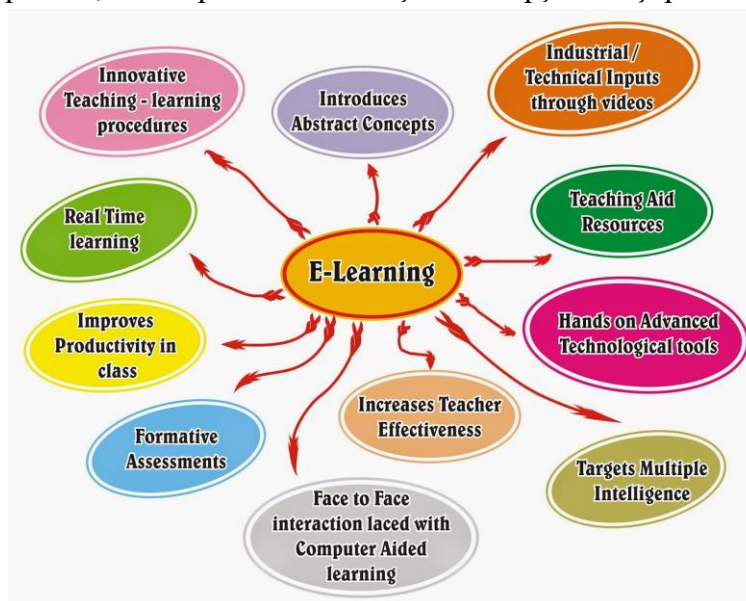 Innovative
Teaching - learning
procedures
Introduces
Abstract Concepts
Industrial /
Technical Inputs
through videos
Real Time
learning
Teaching Aid
Resources
E-Learning
Improves
Productivity in
class
Hands on Advanced
Technological tools
Increases Teacher
Effectiveness
Formative
Assessments
Targets Multiple
Intelligence
Face to Face
interaction laced with
Computer Aided
learning